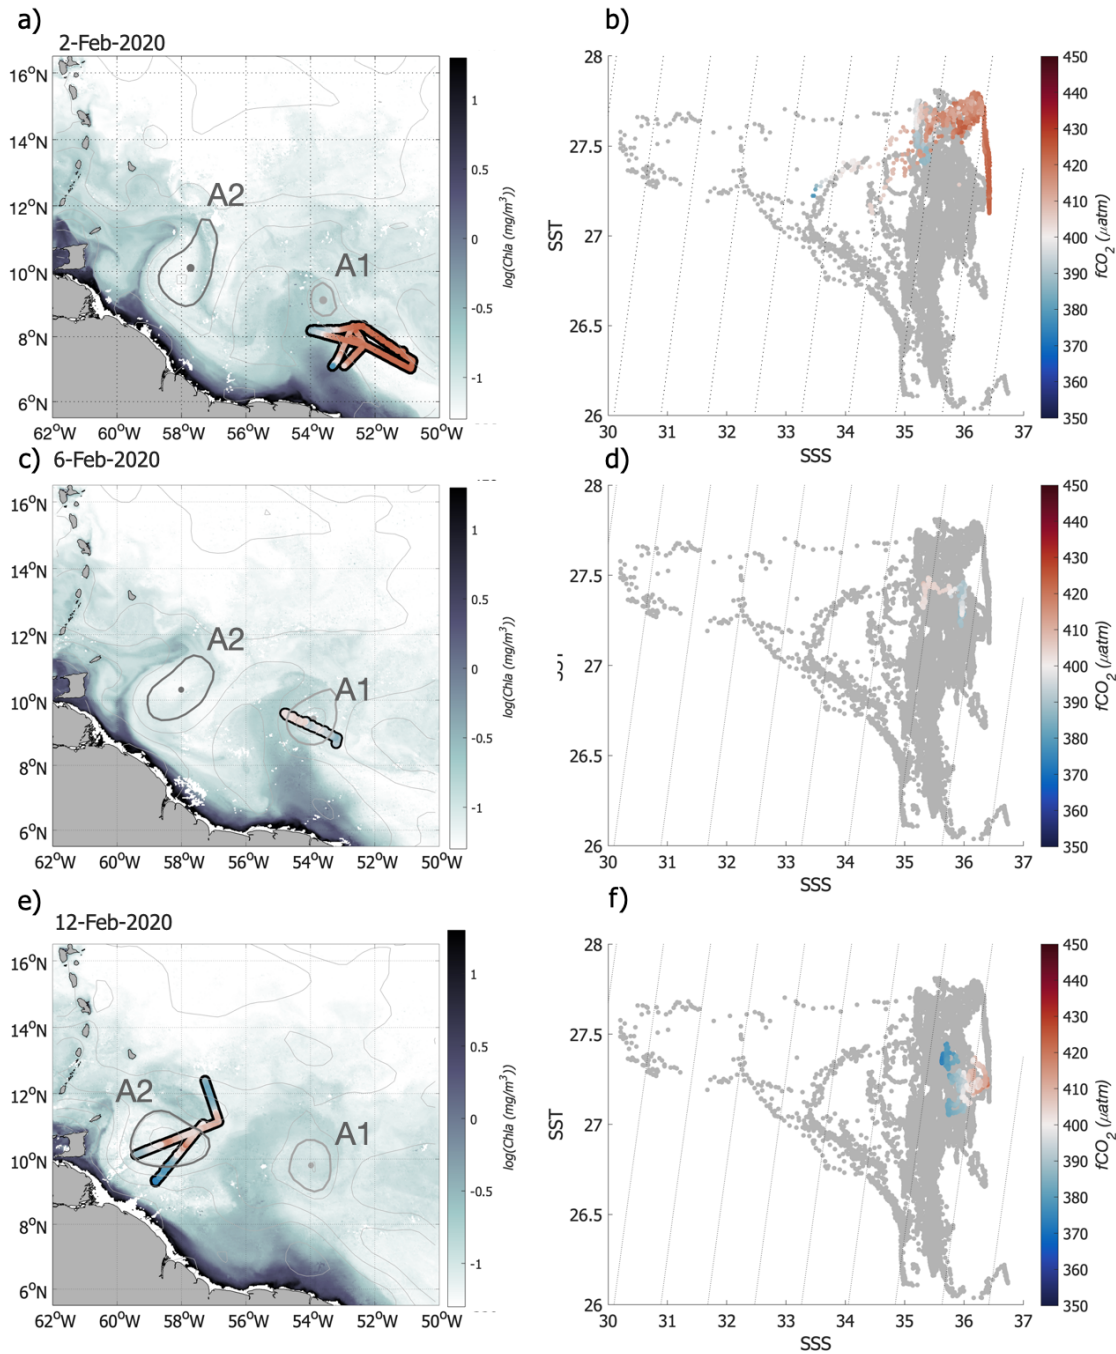 a)
2-Feb-2020
16°N
14°N
12°N
10°N
8°N
6°N
62°W 60°W 58°W 56°W 54°W 52°W 50°W
A2
A1
1
0.5
0
-0.5
-1
log(Chla (mg/m³))
b)
28
27.5
27
26.5
26
SST
30 31 32 33 34 35 36 37
SSS
450
440
430
420
410
400
390
380
370
360
350
fCO₂ (μatm)
c)
6-Feb-2020
16°N
14°N
12°N
10°N
8°N
6°N
62°W 60°W 58°W 56°W 54°W 52°W 50°W
A2
A1
1
0.5
0
-0.5
-1
log(Chla (mg/m³))
d)
28
27.5
27
26.5
26
30 31 32 33 34 35 36 37
SSS
450
440
430
420
410
400
390
380
370
360
350
fCO₂ (μatm)
e)
12-Feb-2020
16°N
14°N
12°N
10°N
8°N
6°N
62°W 60°W 58°W 56°W 54°W 52°W 50°W
A2
A1
1
0.5
0
-0.5
-1
log(Chla (mg/m³))
f)
28
27.5
27
26.5
26
SST
30 31 32 33 34 35 36 37
SSS
450
440
430
420
410
400
390
380
370
360
350
fCO₂ (μatm)